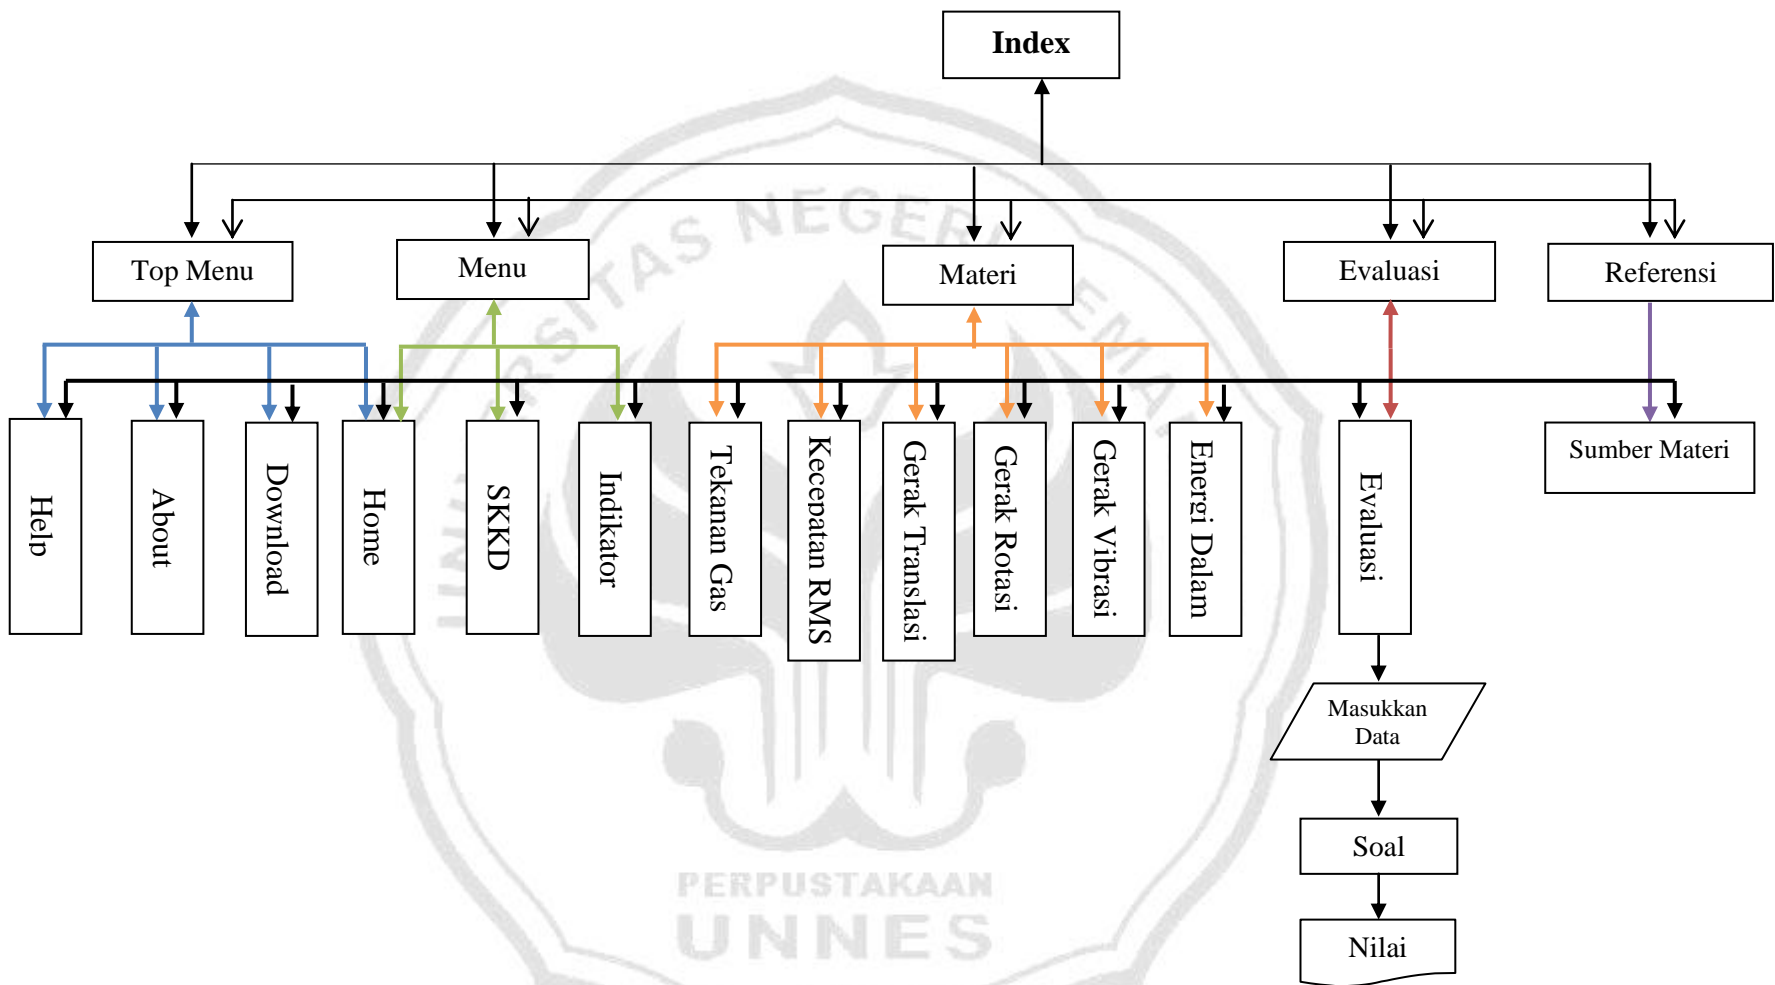 Index
Top Menu
Menu
Materi
Evaluasi
Referensi
Help
About
Download
Home
SKKD
Indikator
Tekanan Gas
Kecepatan RMS
Gerak Translasi
Gerak Rotasi
Gerak Vibrasi
Energi Dalam
Evaluasi
Sumber Materi
Masukkan
Data
Soal
Nilai
PERPUSTAKAAN
UNNES